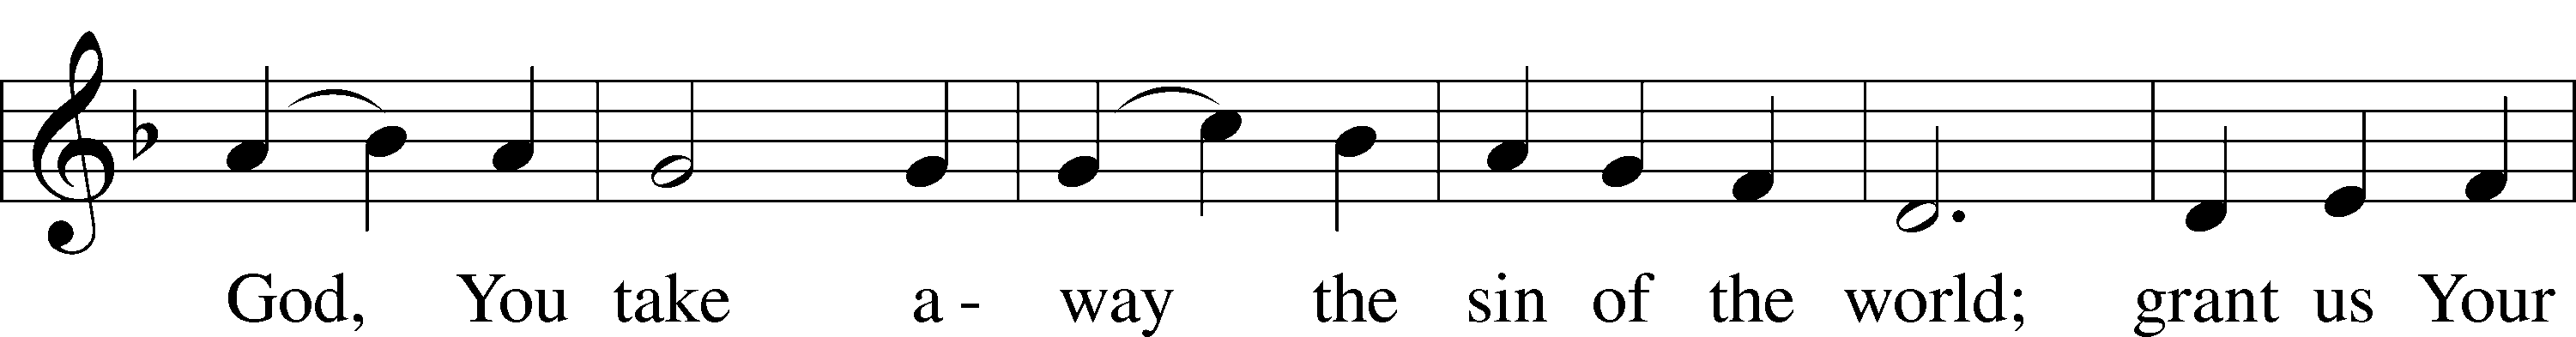 God, You take a - way the sin of the world; grant us Your